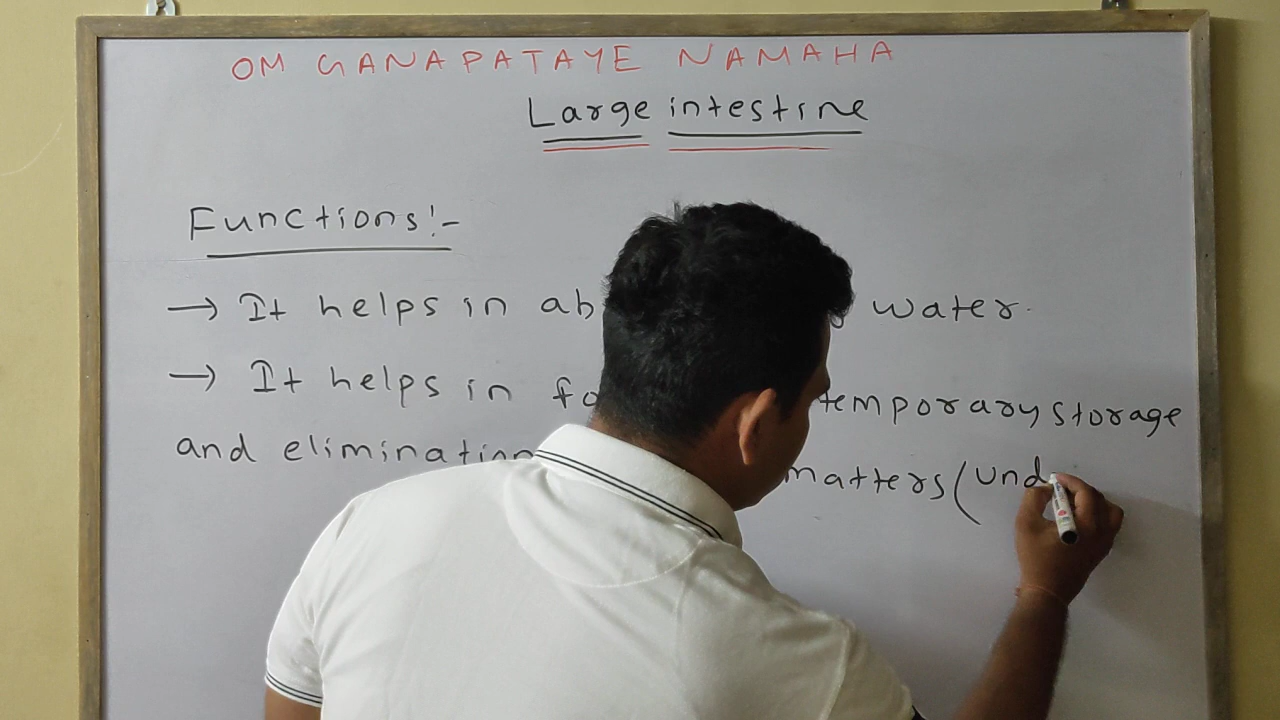 OM GANAPATAYE NAMAHA
Large intestine
Functions:-
→ It helps in ab water.
→ It helps in fo temporary storage
and elimination matters (Und